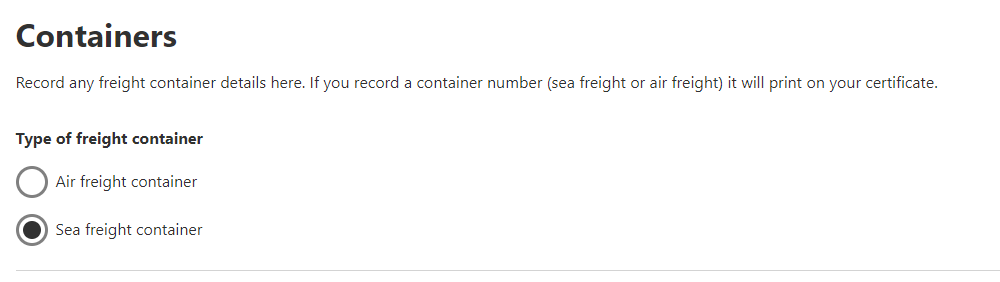 Containers
Record any freight container details here. If you record a container number (sea freight or air freight) it will print on your certificate.
Type of freight container
Air freight container
Sea freight container